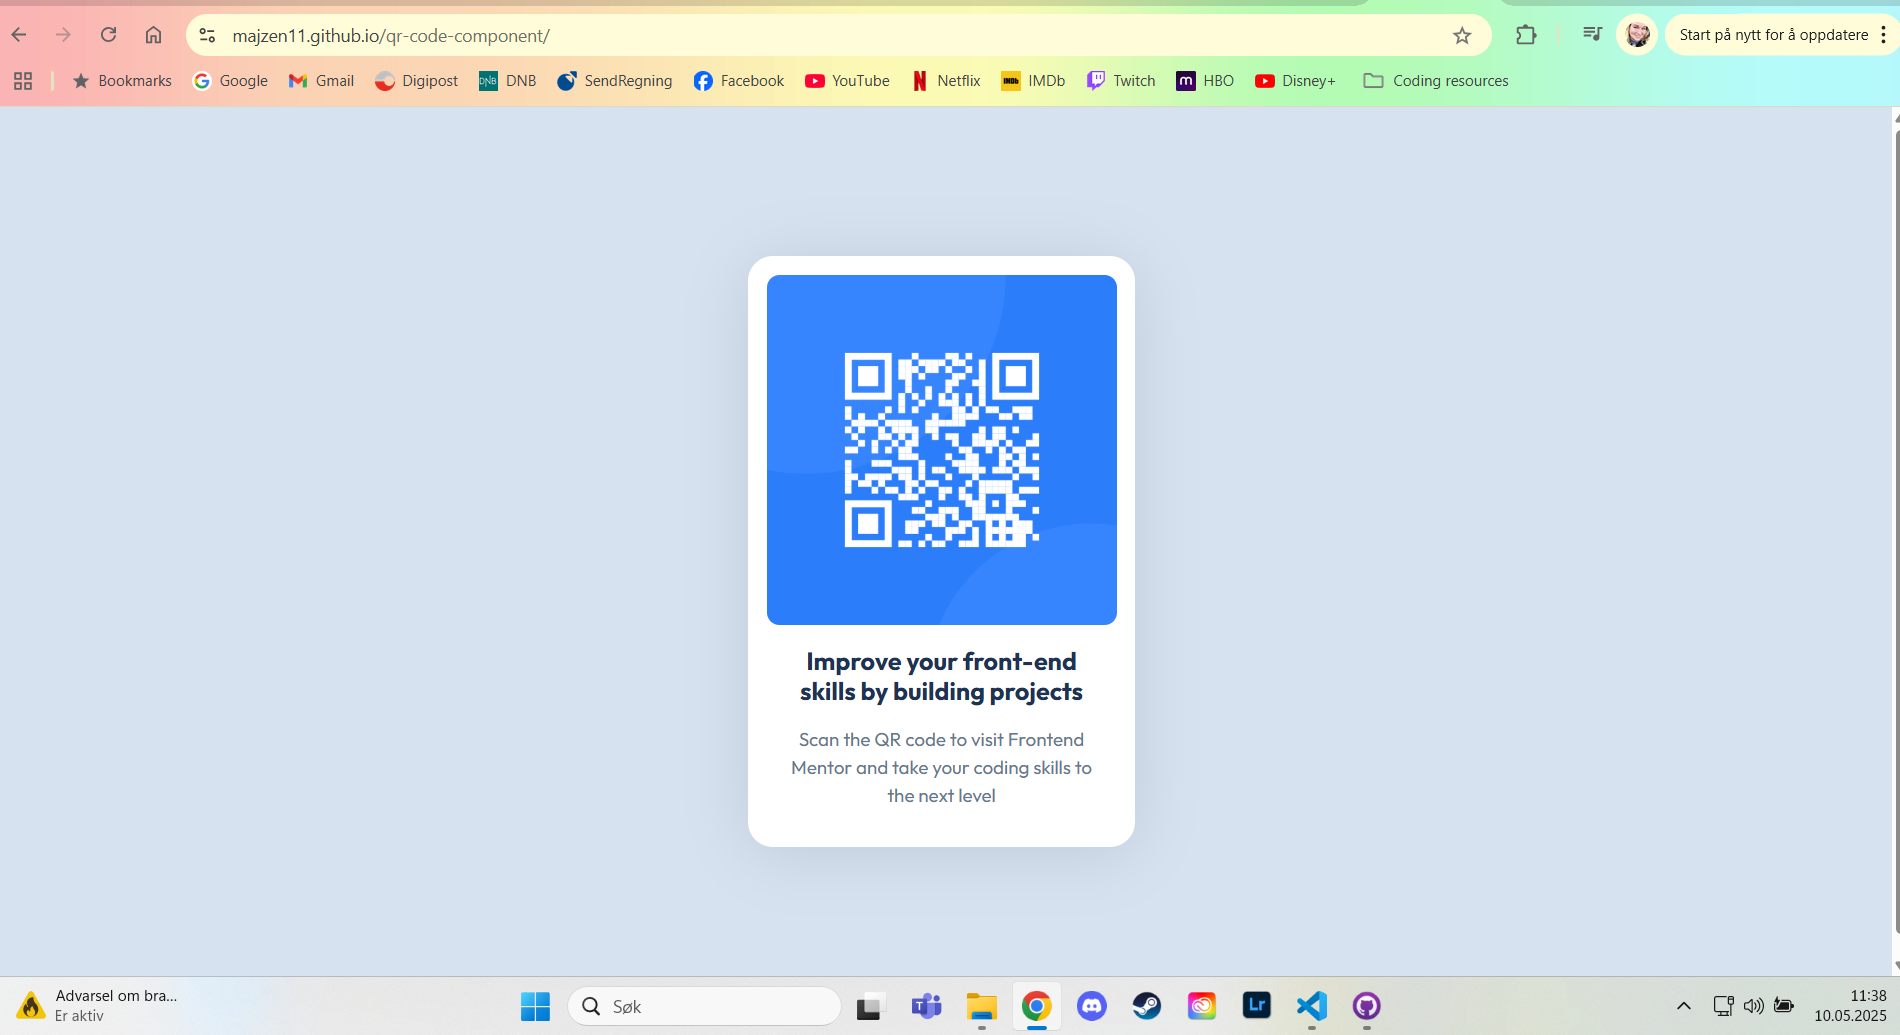 majzen11.github.io/qr-code-component/
Start på nytt for å oppdatere
Bookmarks
Google
Gmail
Digipost
DNB
DNB
SendRegning
Facebook
YouTube
Netflix
IMDb
IMDb
Twitch
m
HBO
Disney+
Coding resources
Improve your front-end
skills by building projects
Scan the QR code to visit Frontend
Mentor and take your coding skills to
the next level
Advarsel om bra...
Er aktiv
Søk
T
Lr
11:38
10.05.2025